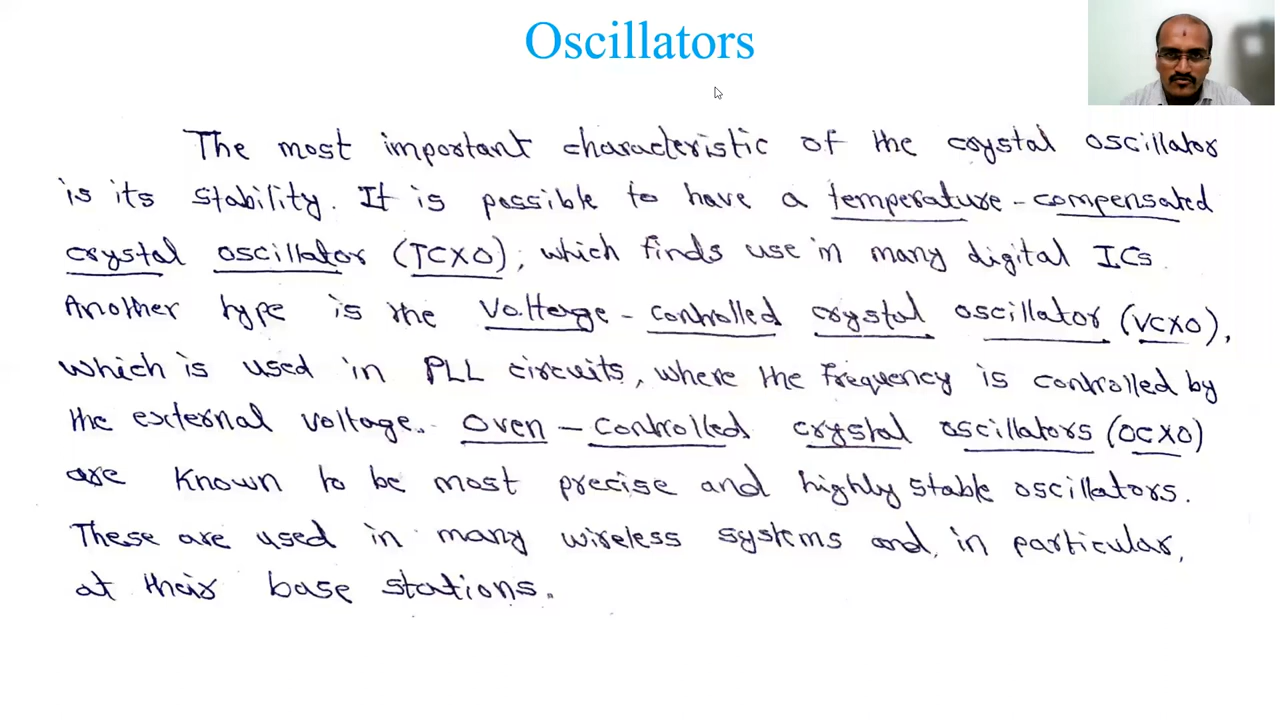 Oscillators
The most important characteristic of the crystal oscillator
is its stability. It is possible to have a temperature-compensated
crystal oscillator (TCXO), which finds use in many digital ICs.
Another type is the Voltage-controlled crystal oscillator (VCXO),
which is used in PLL circuits, where the frequency is controlled by
the external voltage. Oven-controlled crystal oscillators (OCXO)
are known to be most precise and highly stable oscillators.
These are used in many wireless systems and, in particular,
at their base stations.